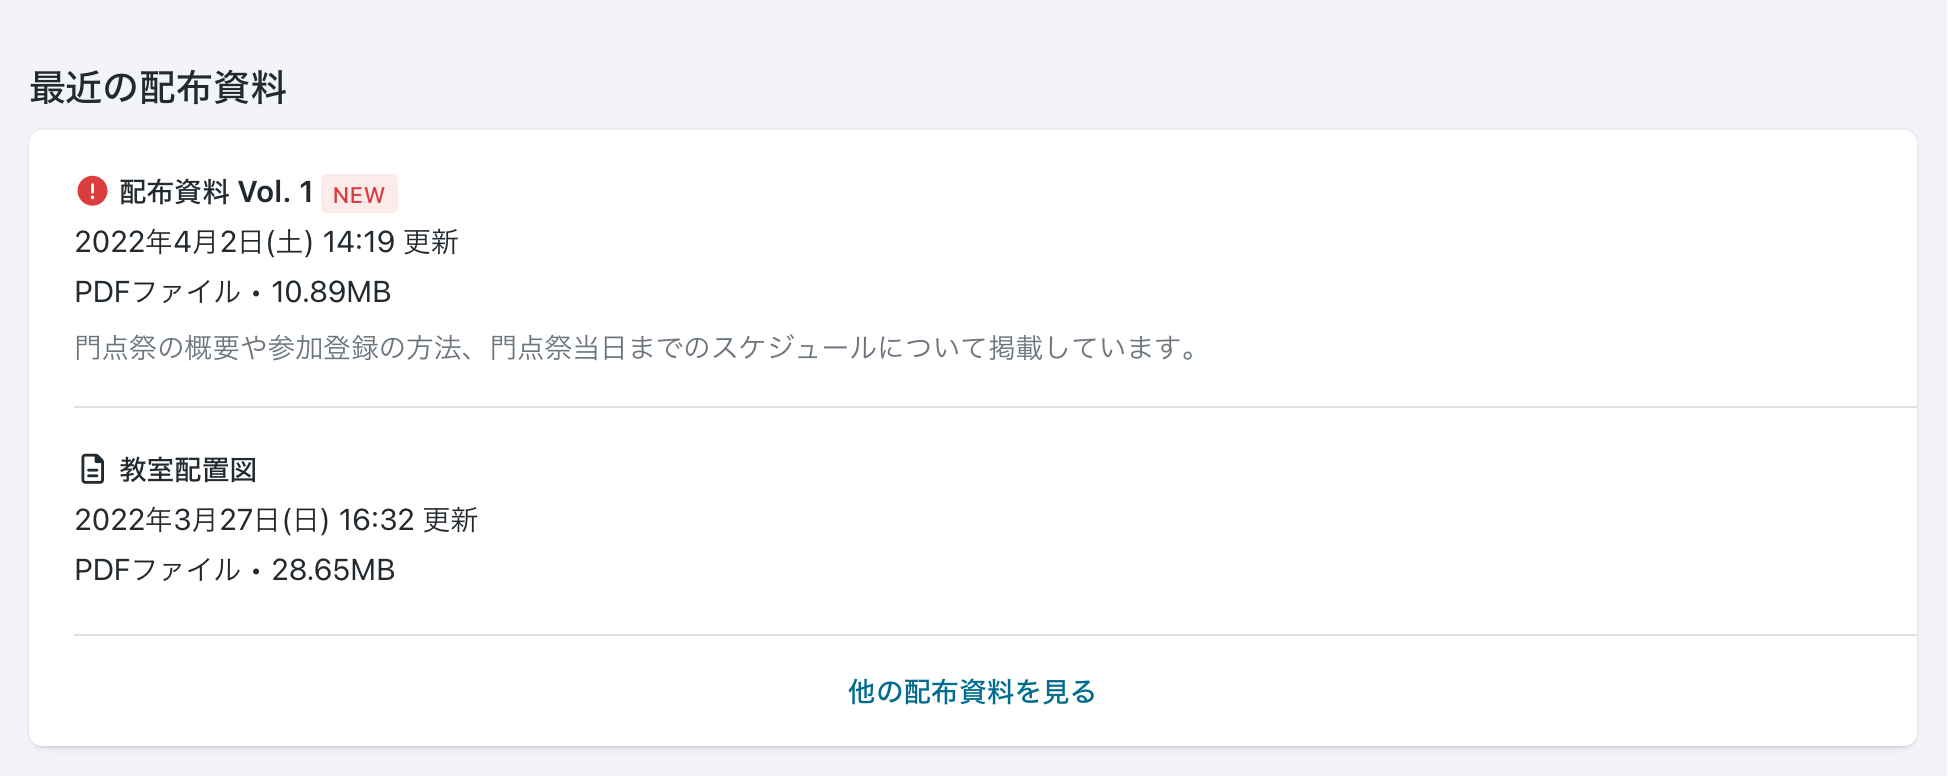 最近の配布資料
配布資料 Vol. 1 NEW
2022年4月2日(土) 14:19 更新
PDFファイル・10.89MB
門点祭の概要や参加登録の方法、門点祭当日までのスケジュールについて掲載しています。
教室配置図
2022年3月27日(日) 16:32 更新
PDFファイル・28.65MB
他の配布資料を見る